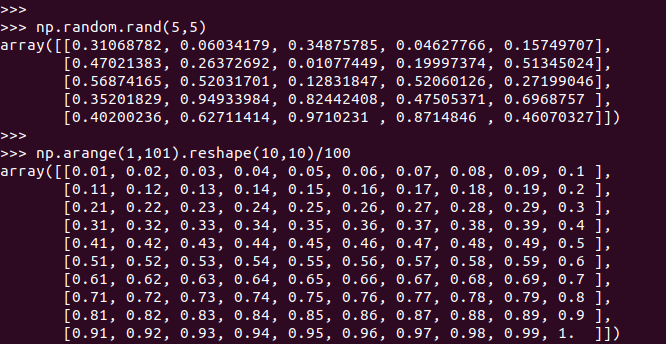 >>>
>>> np.random.rand(5,5)
array([[0.31068782, 0.06034179, 0.34875785, 0.04627766, 0.15749707],
       [0.47021383, 0.26372692, 0.01077449, 0.19997374, 0.51345024],
       [0.56874165, 0.52031701, 0.12831847, 0.52060126, 0.27199046],
       [0.35201829, 0.94933984, 0.82442408, 0.47505371, 0.6968757 ],
       [0.40200236, 0.62711414, 0.9710231 , 0.8714846 , 0.46070327]])
>>>
>>> np.arange(1,101).reshape(10,10)/100
array([[0.01, 0.02, 0.03, 0.04, 0.05, 0.06, 0.07, 0.08, 0.09, 0.1 ],
       [0.11, 0.12, 0.13, 0.14, 0.15, 0.16, 0.17, 0.18, 0.19, 0.2 ],
       [0.21, 0.22, 0.23, 0.24, 0.25, 0.26, 0.27, 0.28, 0.29, 0.3 ],
       [0.31, 0.32, 0.33, 0.34, 0.35, 0.36, 0.37, 0.38, 0.39, 0.4 ],
       [0.41, 0.42, 0.43, 0.44, 0.45, 0.46, 0.47, 0.48, 0.49, 0.5 ],
       [0.51, 0.52, 0.53, 0.54, 0.55, 0.56, 0.57, 0.58, 0.59, 0.6 ],
       [0.61, 0.62, 0.63, 0.64, 0.65, 0.66, 0.67, 0.68, 0.69, 0.7 ],
       [0.71, 0.72, 0.73, 0.74, 0.75, 0.76, 0.77, 0.78, 0.79, 0.8 ],
       [0.81, 0.82, 0.83, 0.84, 0.85, 0.86, 0.87, 0.88, 0.89, 0.9 ],
       [0.91, 0.92, 0.93, 0.94, 0.95, 0.96, 0.97, 0.98, 0.99, 1.  ]])